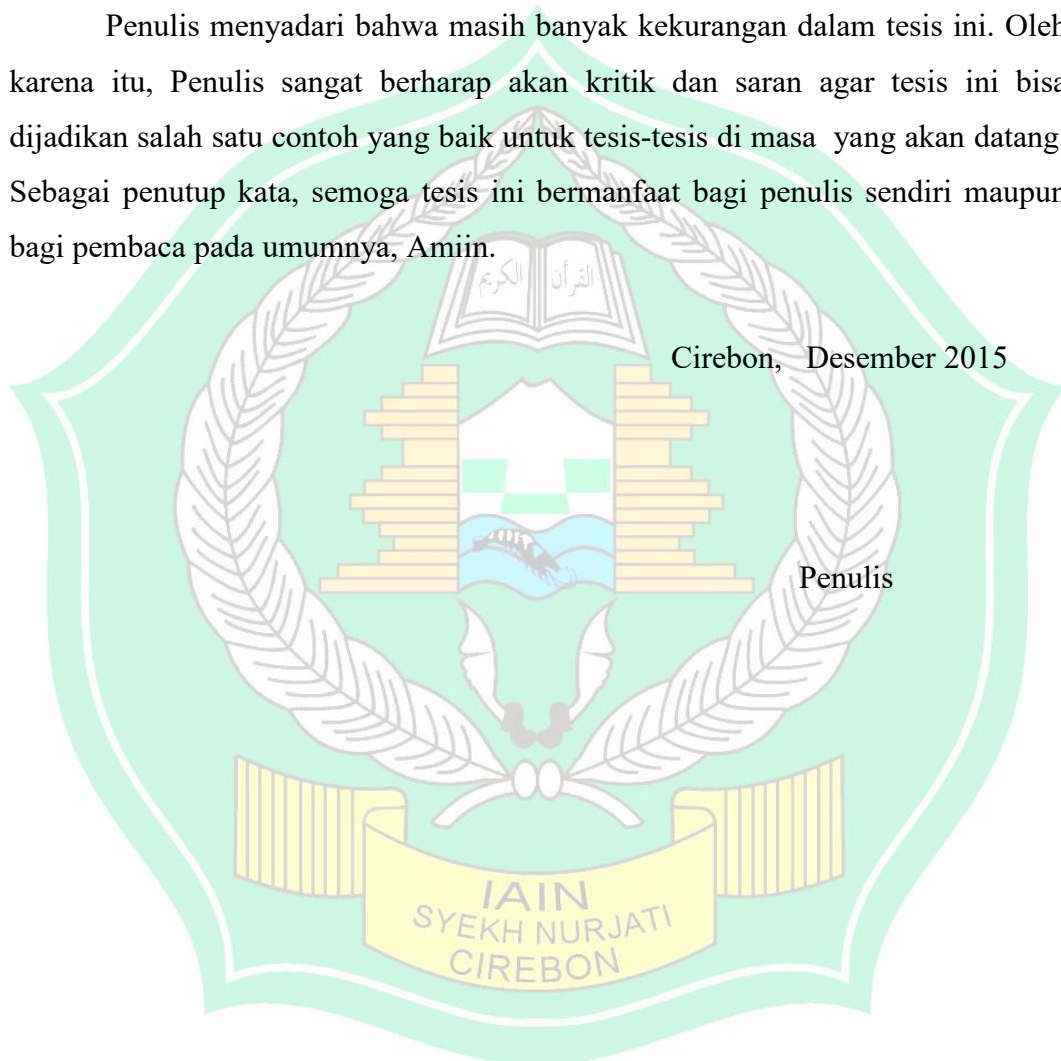 Penulis menyadari bahwa masih banyak kekurangan dalam tesis ini. Oleh
karena itu, Penulis sangat berharap akan kritik dan saran agar tesis ini bisa
dijadikan salah satu contoh yang baik untuk tesis-tesis di masa  yang akan datang
Sebagai penutup kata, semoga tesis ini bermanfaat bagi penulis sendiri maupun
bagi pembaca pada umumnya, Amiin.
القرأن الكريم
Cirebon,   Desember 2015
Penulis
IAIN
SYEKH NURJATI
CIREBON